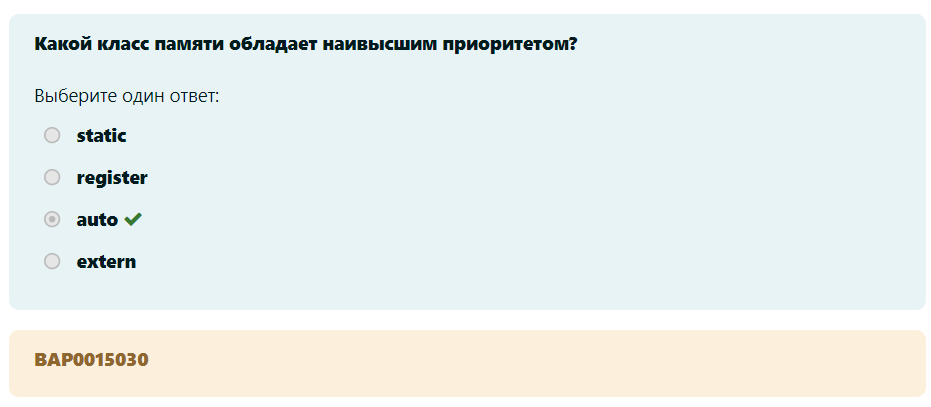 Какой класс памяти обладает наивысшим приоритетом?
Выберите один ответ:
static
register
auto
extern
BAP0015030